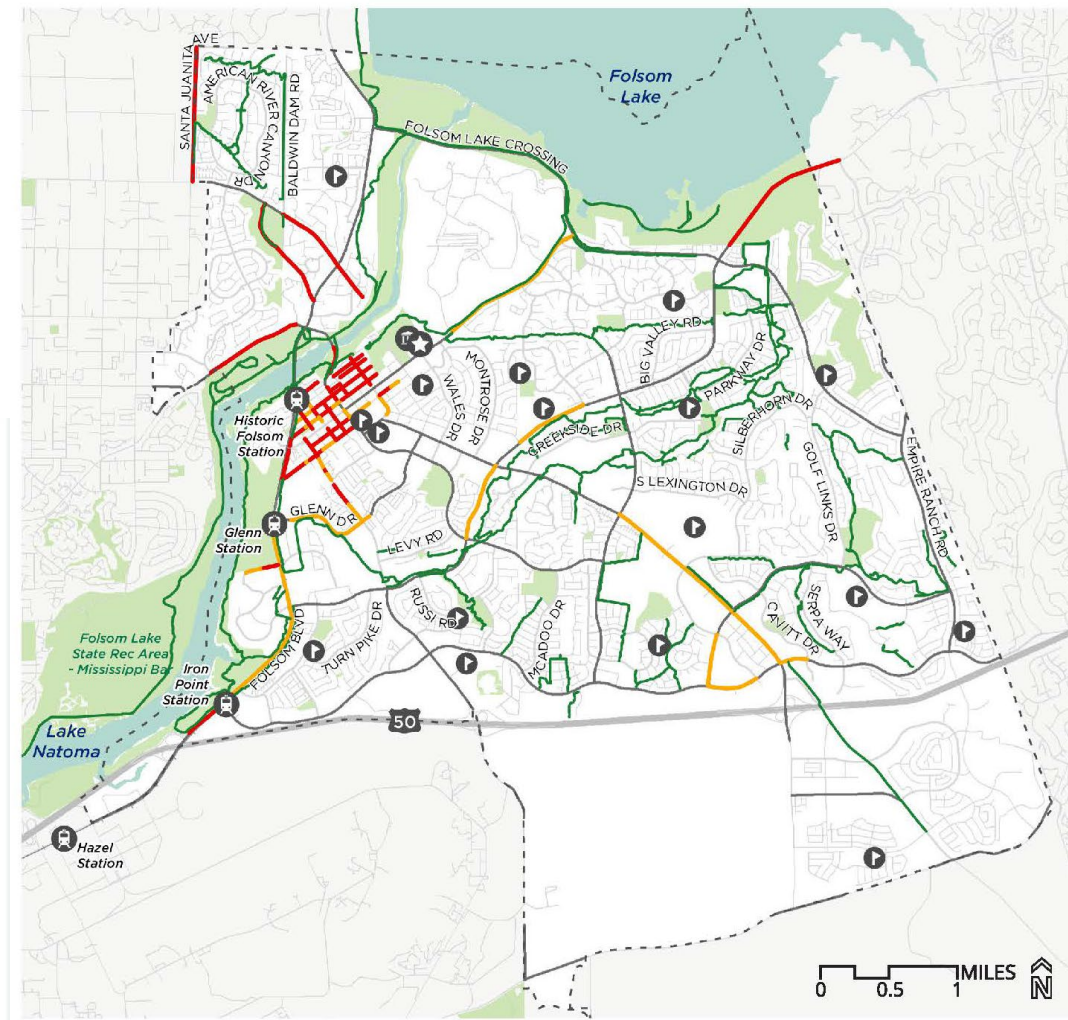 AVE
SANTA JUANITA
AMERICAN RIVER CANYON
DR
BALDWIN DAM RD
Folsom
Lake
FOLSOM LAKE CROSSING
BIG VALLEY RD
PARKWAY DR
MONTROSE DR
WALES DR
CREEKSIDE DR
SILBERHORN DR
Historic
Folsom
Station
S LEXINGTON DR
GOLF LINKS DR
EMPIRE RANCH RD
GLENN DR
Glenn
Station
LEVY RD
RUSSI RD
SERPA WAY
CAVITT DR
MCADOO DR
TURN PIKE DR
FOLSOM BLVD
Folsom Lake
State Rec Area
- Mississippi Bar
Iron
Point
Station
50
Lake
Natoma
Hazel
Station
MILES
0 0.5 1
N